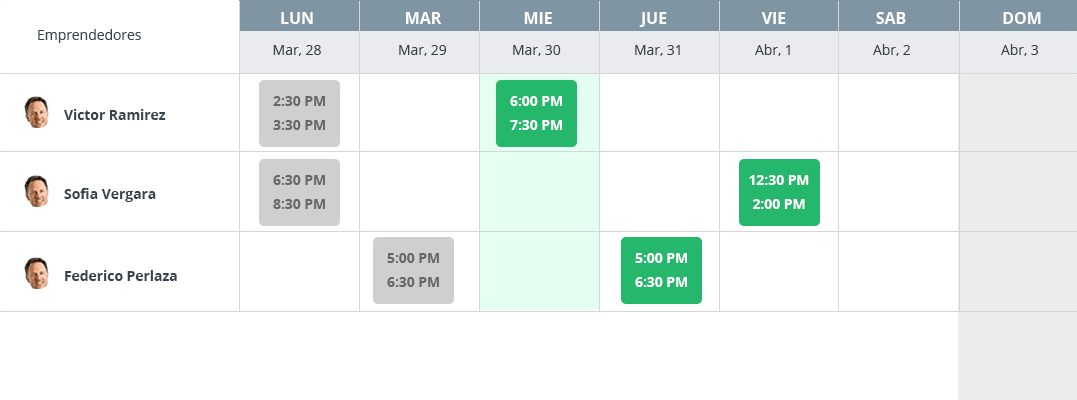 Emprendedores
LUN MAR MIE JUE VIE SAB DOM
Mar, 28 Mar, 29 Mar, 30 Mar, 31 Abr, 1 Abr, 2 Abr, 3
Victor Ramirez
2:30 PM 6:00 PM
3:30 PM 7:30 PM
Sofia Vergara
6:30 PM 12:30 PM
8:30 PM 2:00 PM
Federico Perlaza
5:00 PM 5:00 PM
6:30 PM 6:30 PM